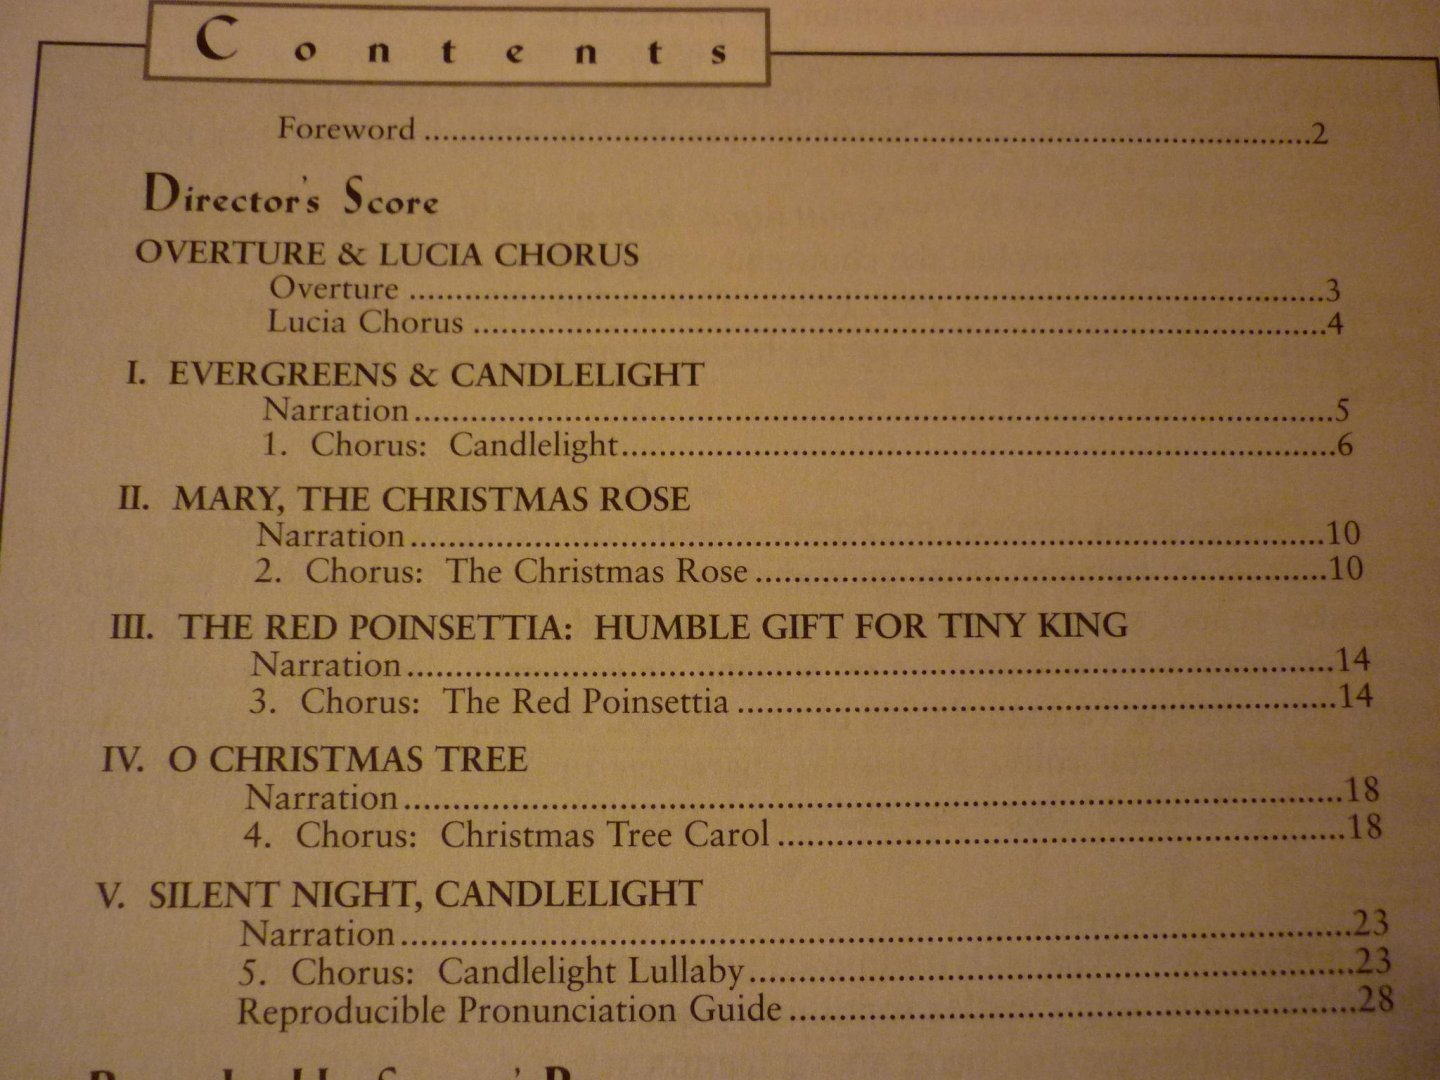 Contents
Foreword ........ 2
Director's Score
OVERTURE & LUCIA CHORUS
Overture ........ 3
Lucia Chorus ........ 4
I. EVERGREENS & CANDLELIGHT
Narration ........ 5
1. Chorus: Candlelight ........ 6
II. MARY, THE CHRISTMAS ROSE
Narration ........ 10
2. Chorus: The Christmas Rose ........ 10
III. THE RED POINSETTIA: HUMBLE GIFT FOR TINY KING
Narration ........ 14
3. Chorus: The Red Poinsettia ........ 14
IV. O CHRISTMAS TREE
Narration ........ 18
4. Chorus: Christmas Tree Carol ........ 18
V. SILENT NIGHT, CANDLELIGHT
Narration ........ 23
5. Chorus: Candlelight Lullaby ........ 23
Reproducible Pronunciation Guide ........ 28